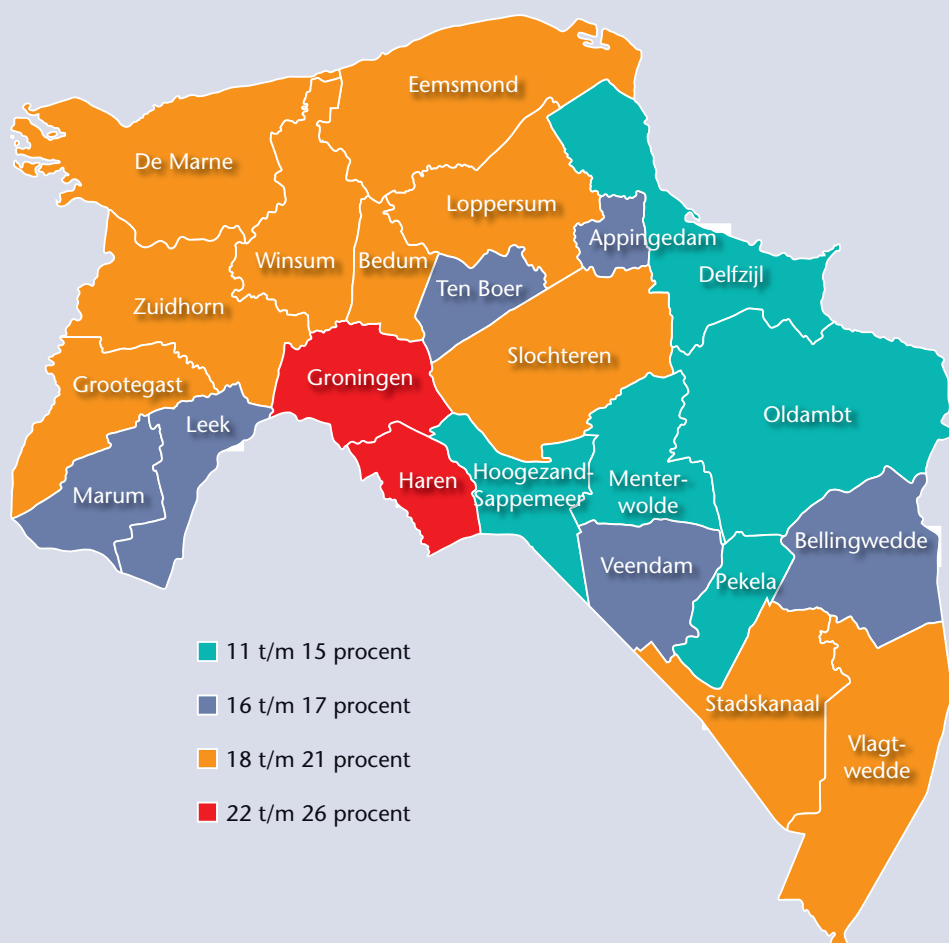 Eemsmond
De Marne
Loppersum
Winsum
Bedum
Appingedam
Delfzijl
Ten Boer
Zuidhorn
Slochteren
Groningen
Grootegast
Oldambt
Leek
Haren
Hoogezand-
Sappemeer
Menter-
wolde
Marum
Bellingwedde
Veendam
Pekela
Stadskanaal
Vlagt-
wedde
11 t/m 15 procent
16 t/m 17 procent
18 t/m 21 procent
22 t/m 26 procent